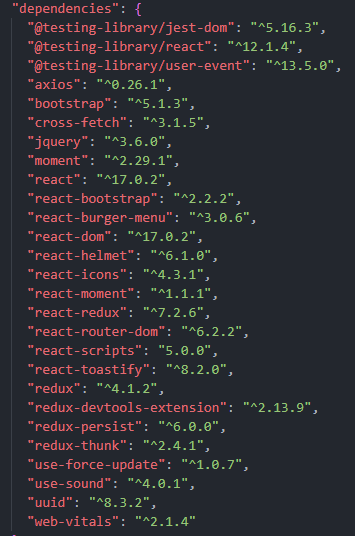 "dependencies": {
"@testing-library/jest-dom": "^5.16.3",
"@testing-library/react": "^12.1.4",
"@testing-library/user-event": "^13.5.0",
"axios": "^0.26.1",
"bootstrap": "^5.1.3",
"cross-fetch": "^3.1.5",
"jquery": "^3.6.0",
"moment": "^2.29.1",
"react": "^17.0.2",
"react-bootstrap": "^2.2.2",
"react-burger-menu": "^3.0.6",
"react-dom": "^17.0.2",
"react-helmet": "^6.1.0",
"react-icons": "^4.3.1",
"react-moment": "^1.1.1",
"react-redux": "^7.2.6",
"react-router-dom": "^6.2.2",
"react-scripts": "5.0.0",
"react-toastify": "^8.2.0",
"redux": "^4.1.2",
"redux-devtools-extension": "^2.13.9",
"redux-persist": "^6.0.0",
"redux-thunk": "^2.4.1",
"use-force-update": "^1.0.7",
"use-sound": "^4.0.1",
"uuid": "^8.3.2",
"web-vitals": "^2.1.4"